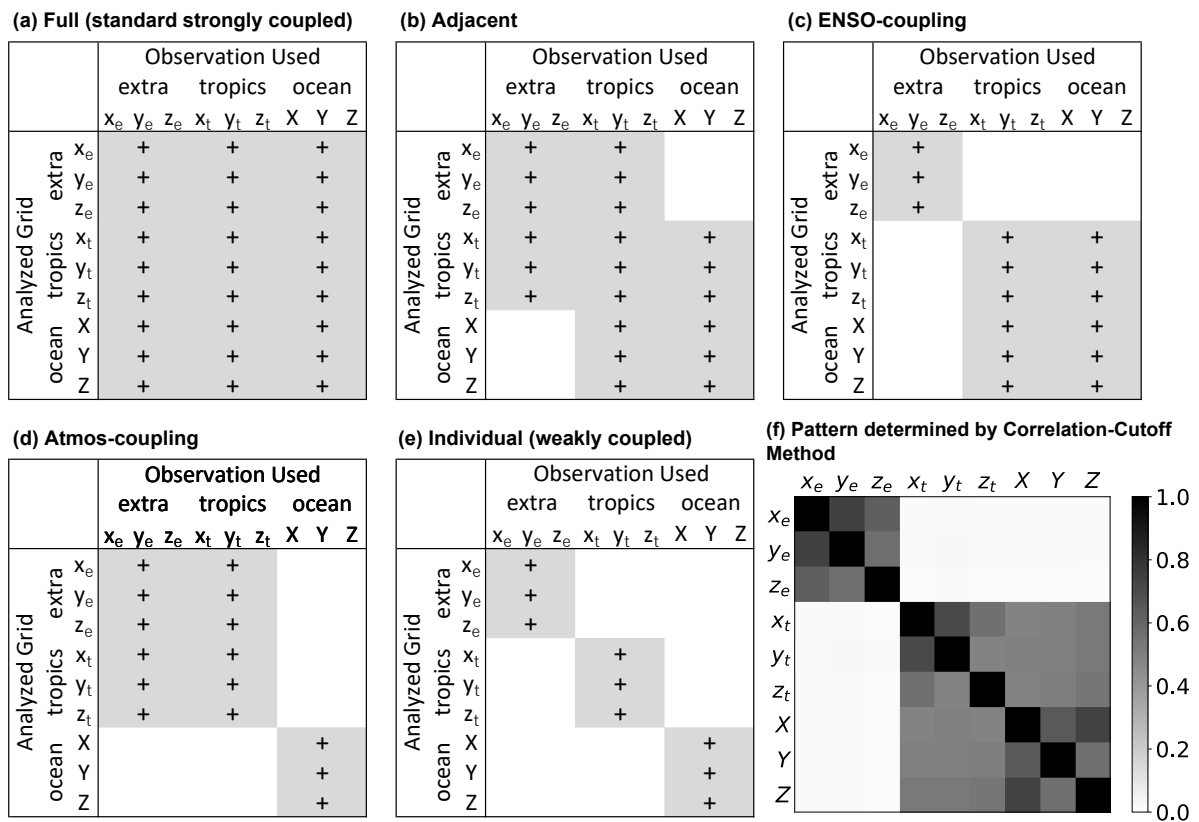 (a) Full (standard strongly coupled)
Observation Used
extra tropics ocean
xₑ yₑ zₑ xₜ yₜ zₜ X Y Z
Analyzed Grid
extra
tropics
ocean
xₑ + + +
yₑ + + +
zₑ + + +
xₜ + + +
yₜ + + +
zₜ + + +
X + + +
Y + + +
Z + + +
(b) Adjacent
Observation Used
extra tropics ocean
xₑ yₑ zₑ xₜ yₜ zₜ X Y Z
Analyzed Grid
extra
tropics
ocean
xₑ + +
yₑ + +
zₑ + +
xₜ + + +
yₜ + + +
zₜ + + +
X + +
Y + +
Z + +
(c) ENSO-coupling
Observation Used
extra tropics ocean
xₑ yₑ zₑ xₜ yₜ zₜ X Y Z
Analyzed Grid
extra
tropics
ocean
xₑ +
yₑ +
zₑ +
xₜ + +
yₜ + +
zₜ + +
X + +
Y + +
Z + +
(d) Atmos-coupling
Observation Used
extra tropics ocean
xₑ yₑ zₑ xₜ yₜ zₜ X Y Z
Analyzed Grid
extra
tropics
ocean
xₑ + +
yₑ + +
zₑ + +
xₜ + +
yₜ + +
zₜ + +
X +
Y +
Z +
(e) Individual (weakly coupled)
Observation Used
extra tropics ocean
xₑ yₑ zₑ xₜ yₜ zₜ X Y Z
Analyzed Grid
extra
tropics
ocean
xₑ +
yₑ +
zₑ +
xₜ +
yₜ +
zₜ +
X +
Y +
Z +
(f) Pattern determined by Correlation-Cutoff
Method
xₑ yₑ zₑ xₜ yₜ zₜ X Y Z
xₑ
yₑ
zₑ
xₜ
yₜ
zₜ
X
Y
Z
1.0
0.8
0.6
0.4
0.2
0.0